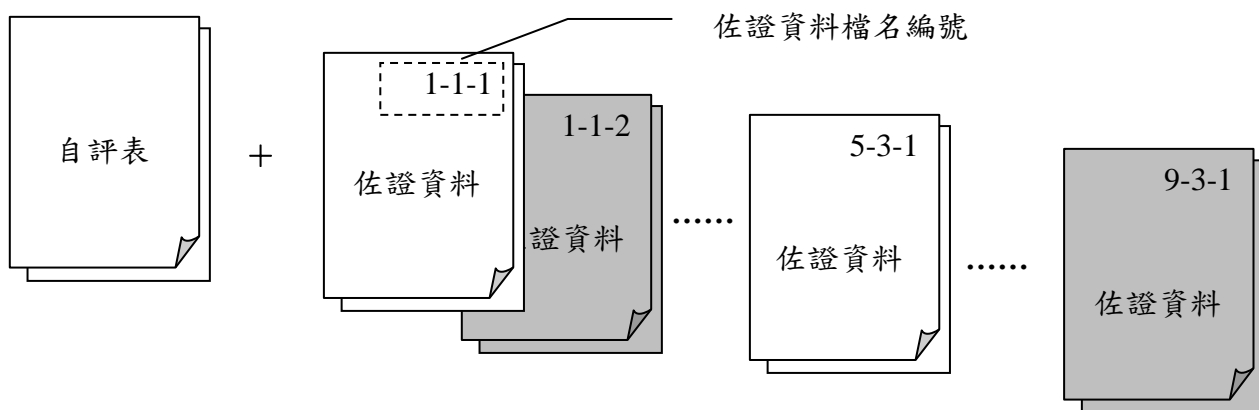 佐證資料檔名編號
自評表
+
1-1-1
佐證資料
1-1-2
證資料
......
5-3-1
佐證資料
......
9-3-1
佐證資料